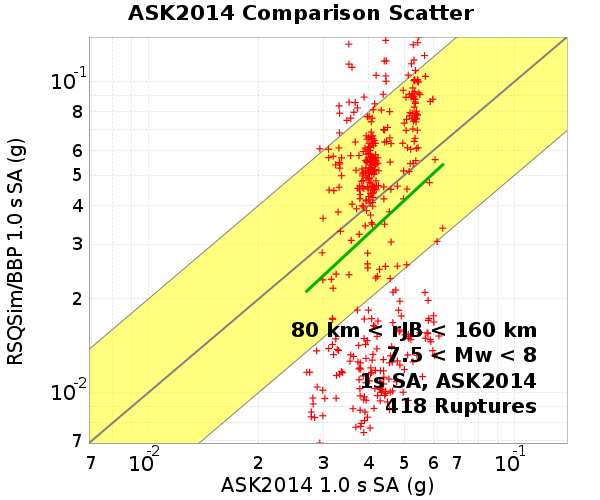 ASK2014 Comparison Scatter
RSQSim/BBP 1.0 s SA (g)
10^-1
8
6
5
4
3
2
10^-2
7
80 km < rJB < 160 km
7.5 < Mw < 8
1s SA, ASK2014
418 Ruptures
7 10^-2 2 3 4 5 6 7 10^-1
ASK2014 1.0 s SA (g)